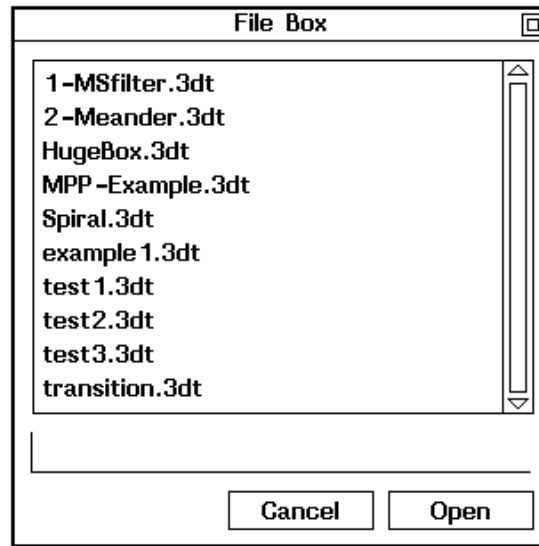 File Box
1-MSfilter.3dt
2-Meander.3dt
HugeBox.3dt
MPP-Example.3dt
Spiral.3dt
example1.3dt
test1.3dt
test2.3dt
test3.3dt
transition.3dt
Cancel Open